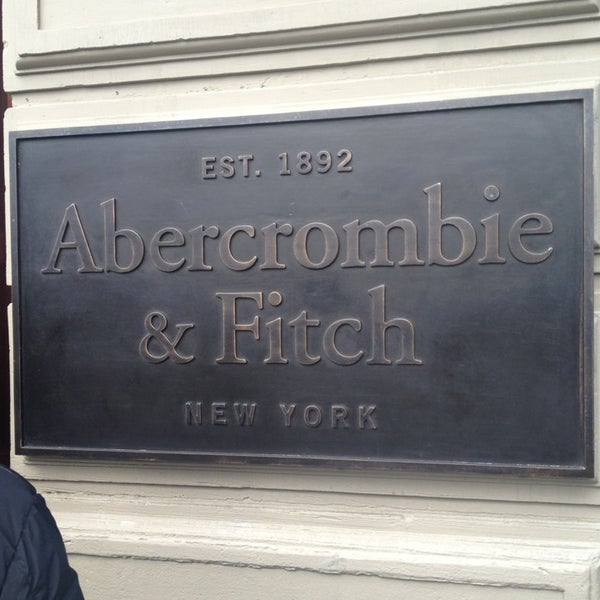 EST. 1892
Abercrombie
& Fitch
NEW YORK